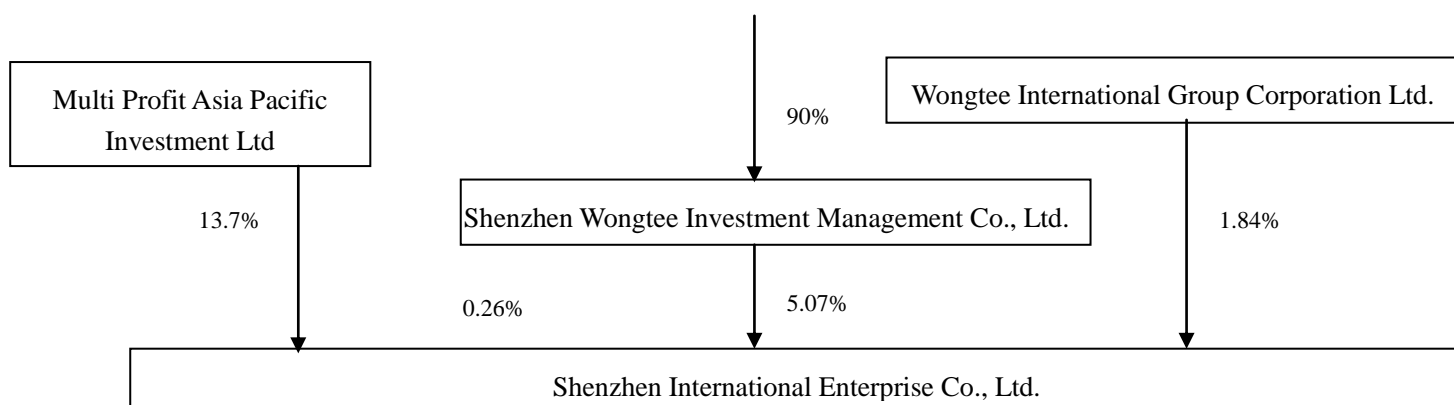 Multi Profit Asia Pacific
Investment Ltd
Wongtee International Group Corporation Ltd.
90%
Shenzhen Wongtee Investment Management Co., Ltd.
13.7%
1.84%
0.26%
5.07%
Shenzhen International Enterprise Co., Ltd.